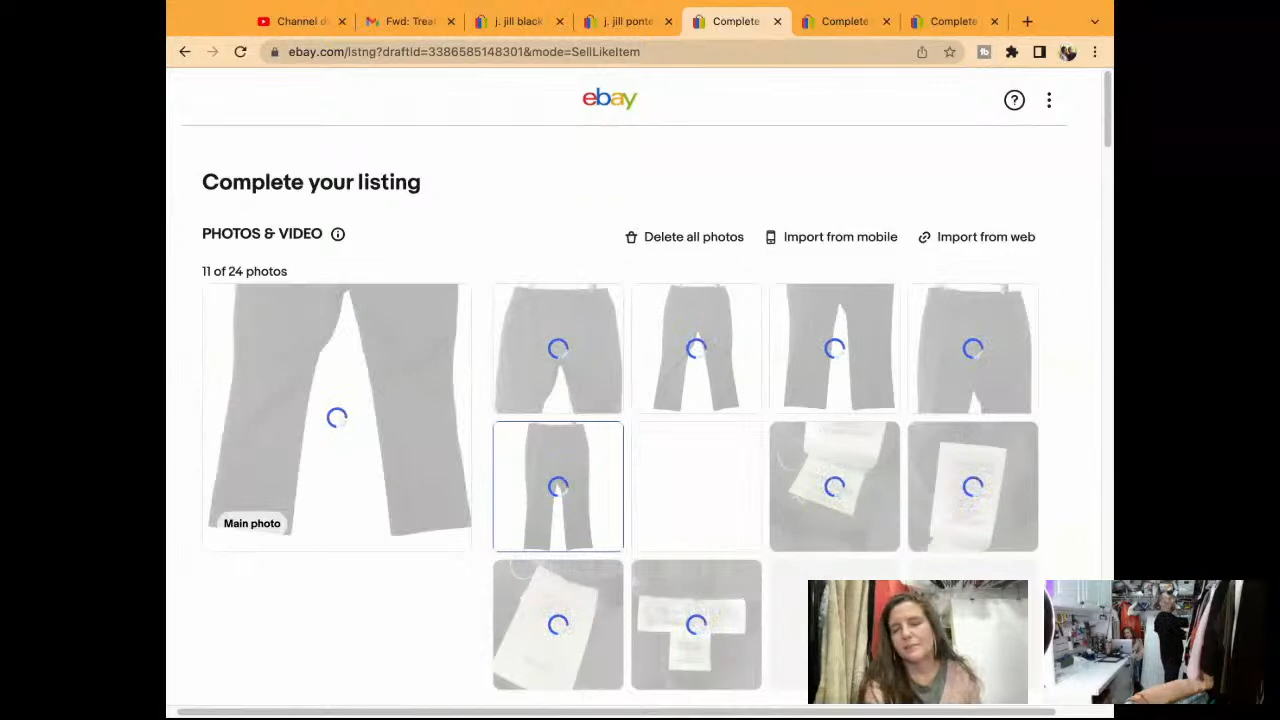 Channel d
Fwd: Treat
j. jill black
j. jill ponte
Complete
Complete
Complete
ebay.com/lstng?draftId=3386585148301&mode=SellLikeItem
ebay
Complete your listing
PHOTOS & VIDEO
Delete all photos
Import from mobile
Import from web
11 of 24 photos
Main photo